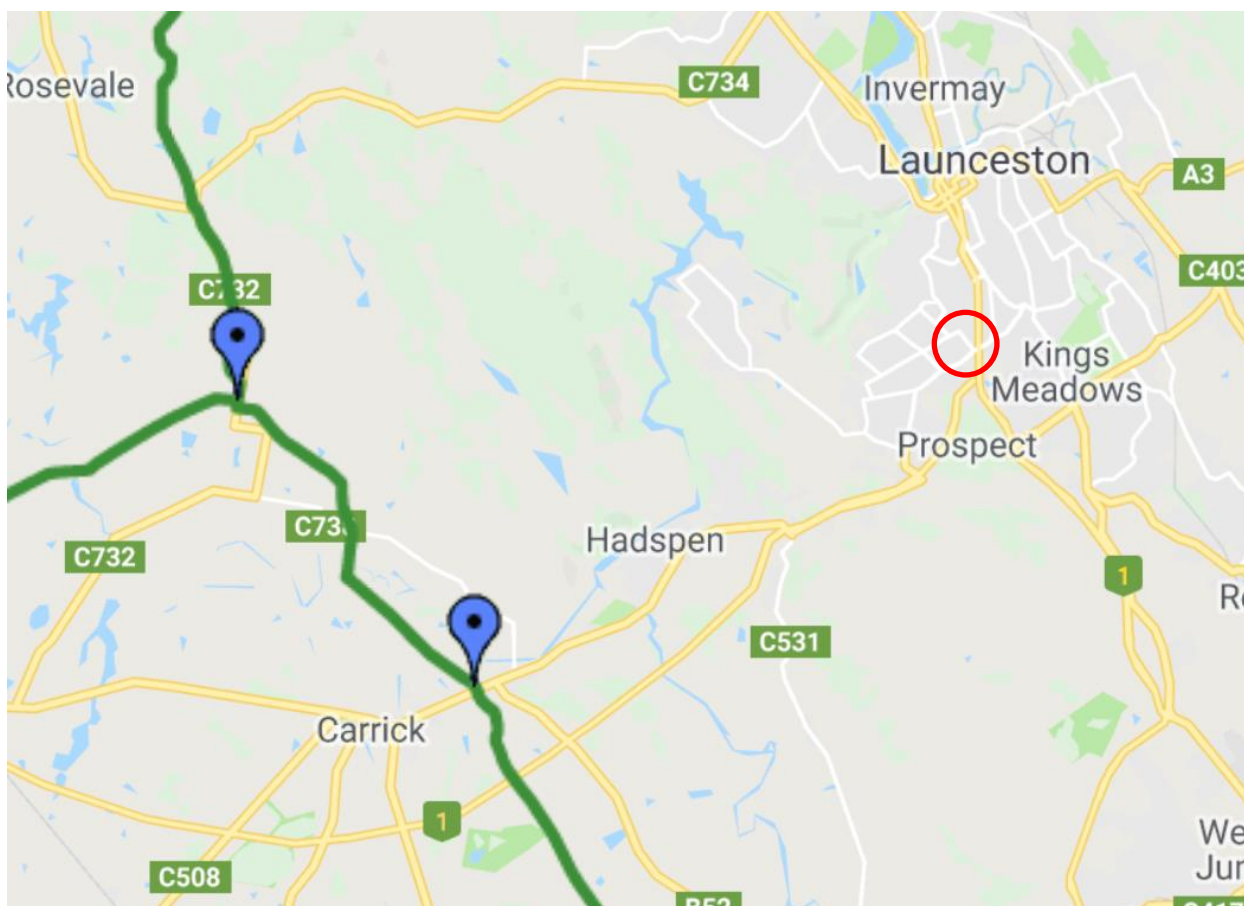 Rosevale
C734
Invermay
Launceston
A3
C403
C732
Kings
Meadows
Prospect
C732
Hadspen
1
C531
Carrick
1
C508